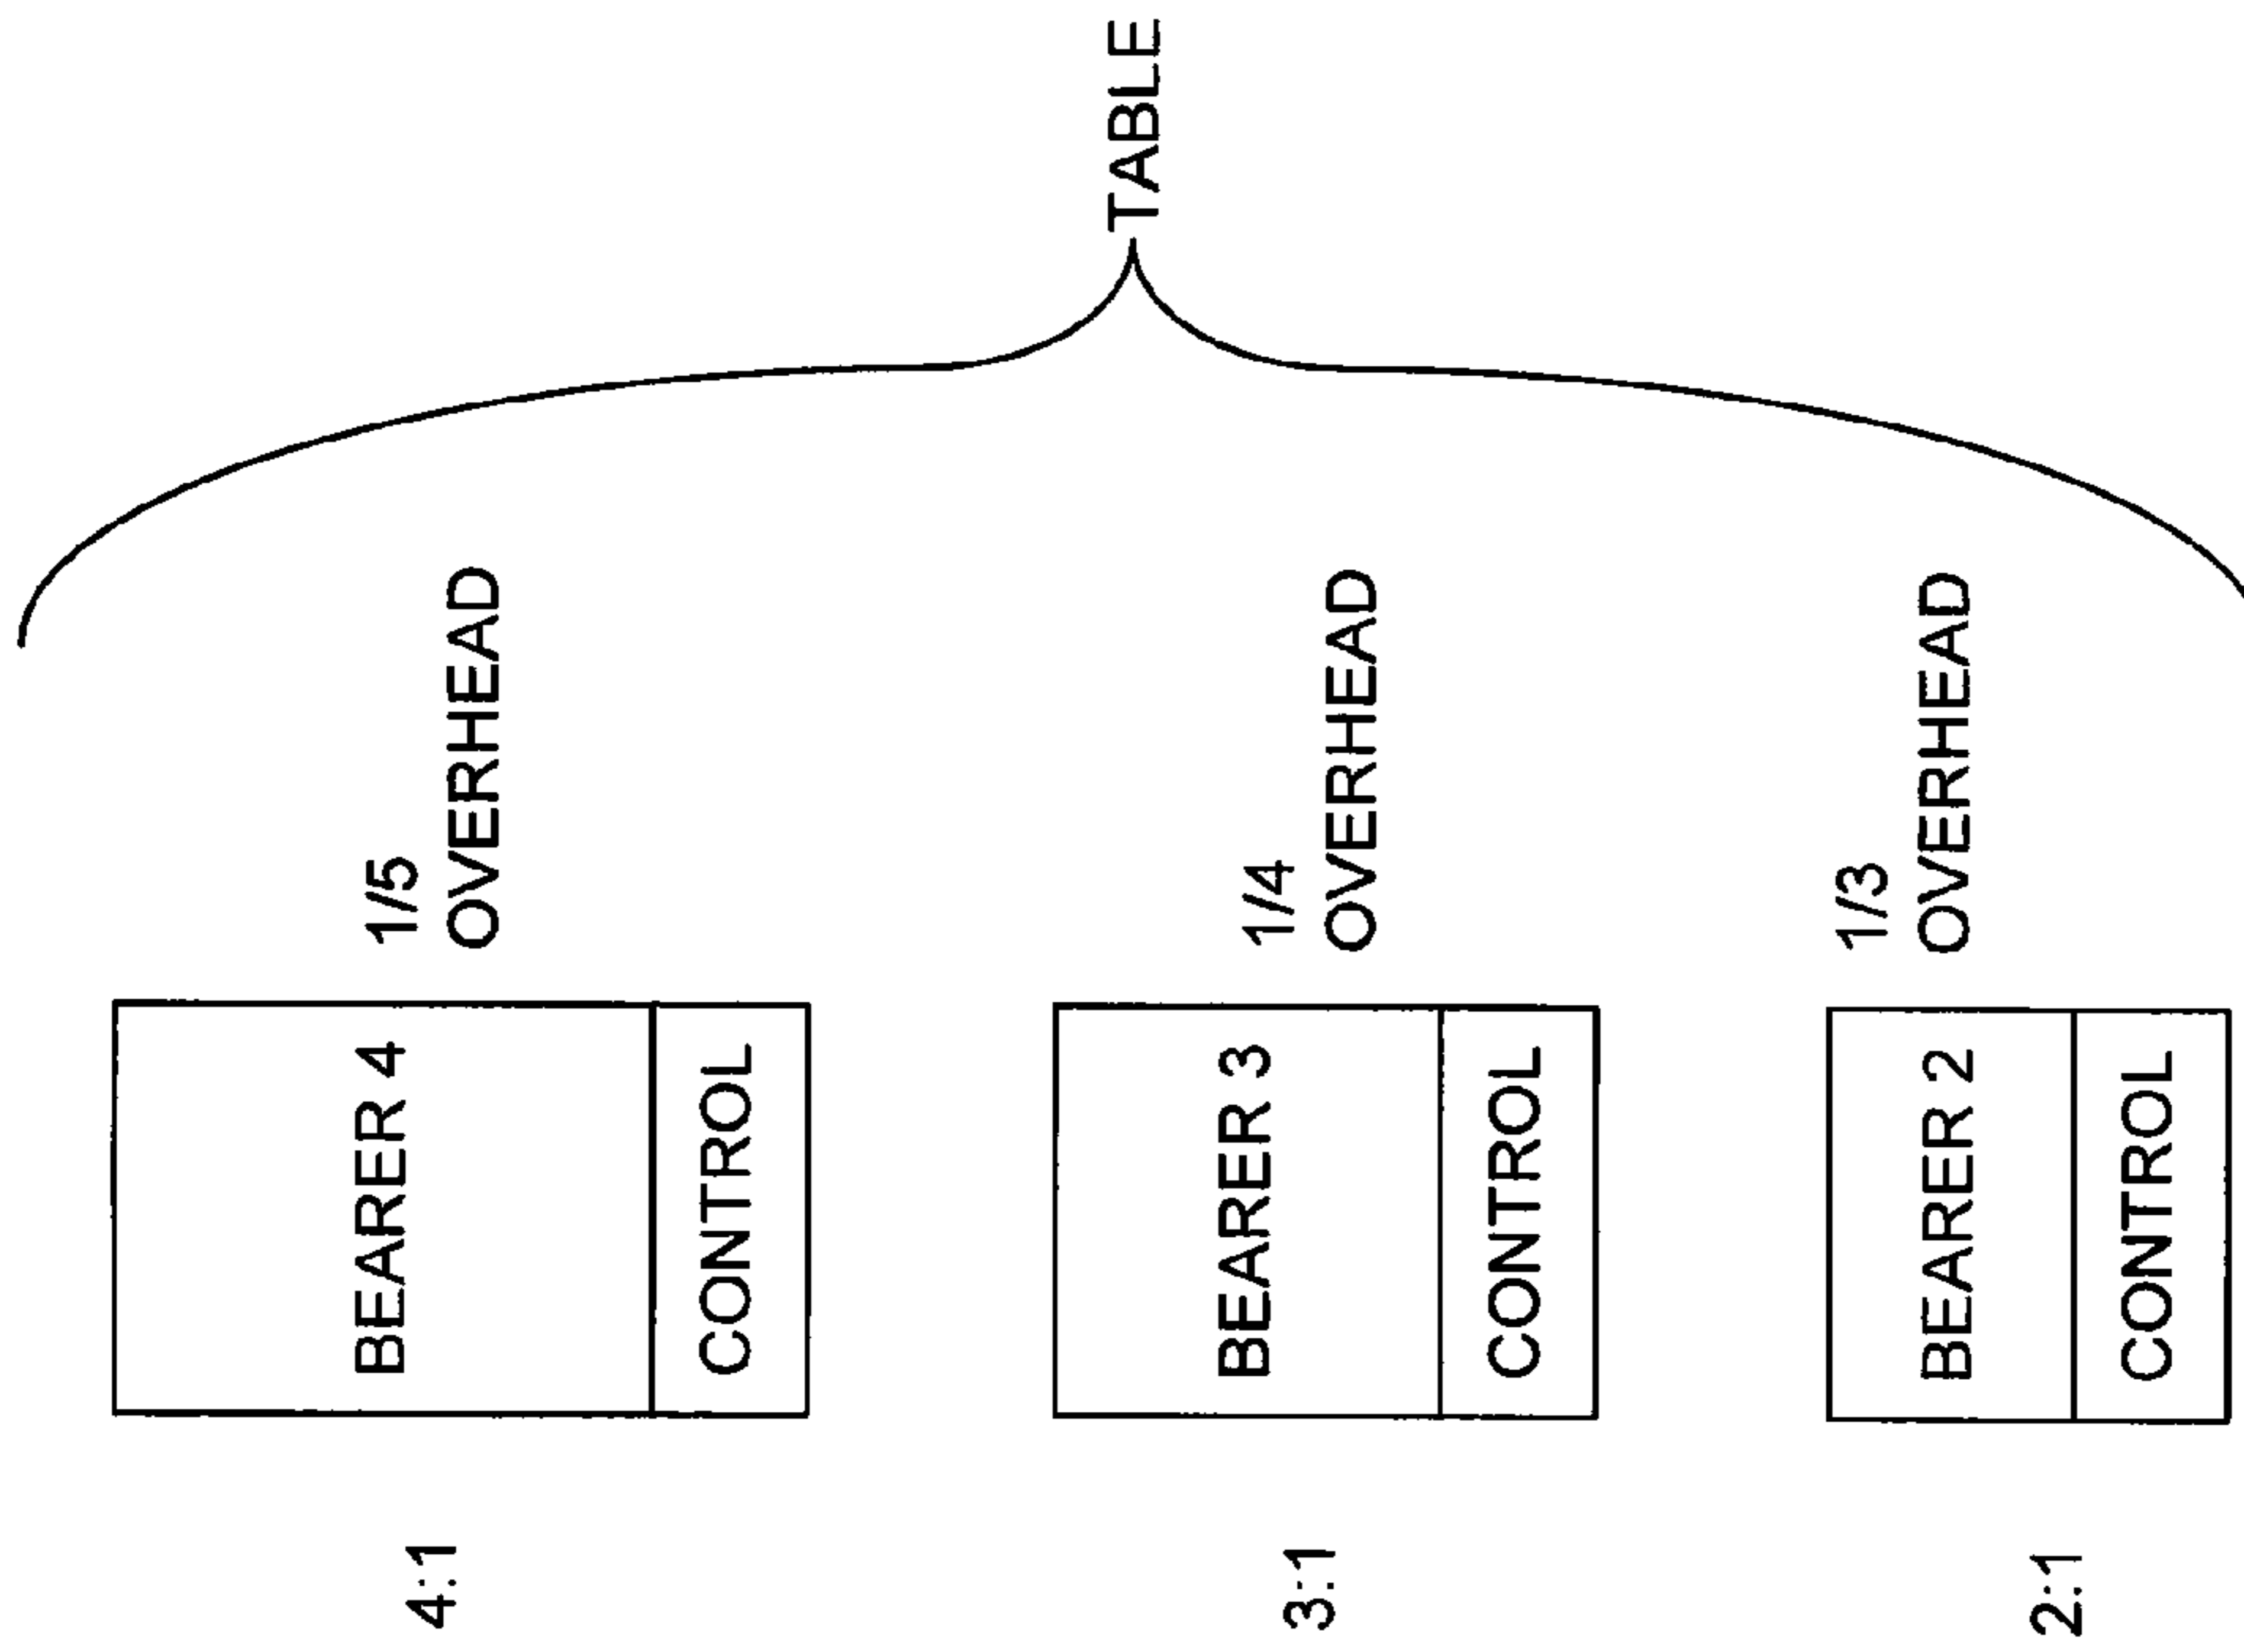 4:1
BEARER 4
CONTROL
1/5
OVERHEAD
3:1
BEARER 3
CONTROL
1/4
OVERHEAD
2:1
BEARER 2
CONTROL
1/3
OVERHEAD
TABLE